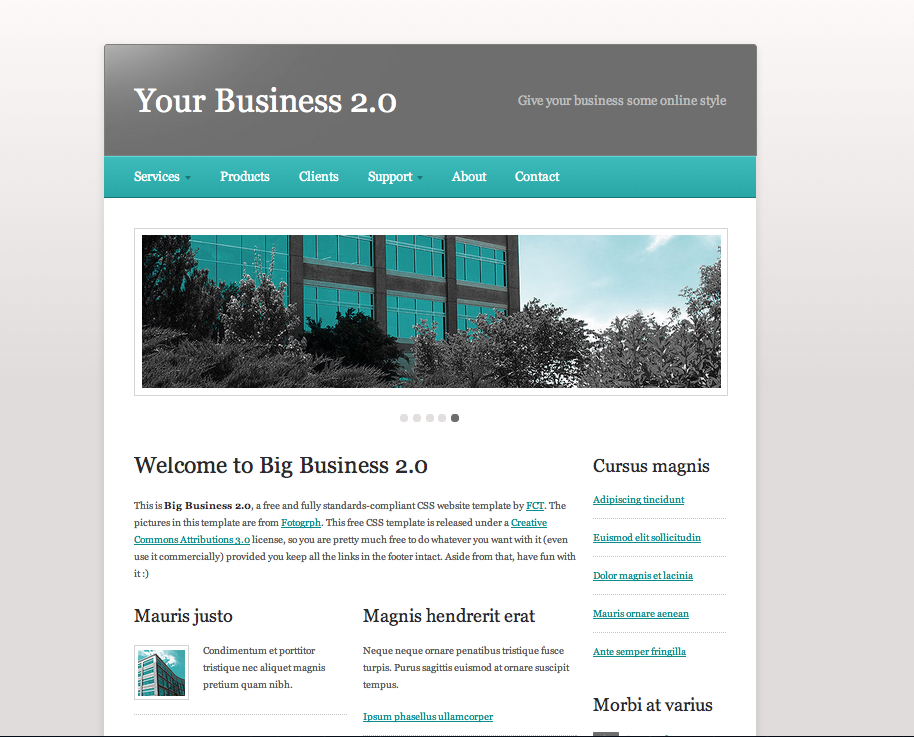 Your Business 2.0
Give your business some online style
Services
Products
Clients
Support
About
Contact
Welcome to Big Business 2.0
This is Big Business 2.0, a free and fully standards-compliant CSS website template by FCT. The
pictures in this template are from Fotogrph. This free CSS template is released under a Creative
Commons Attributions 3.0 license, so you are pretty much free to do whatever you want with it (even
use it commercially) provided you keep all the links in the footer intact. Aside from that, have fun with
it :)
Mauris justo
Condimentum et porttitor
tristique nec aliquet magnis
pretium quam nibh.
Magnis hendrerit erat
Neque neque ornare penatibus tristique fusce
turpis. Purus sagittis euismod at ornare suscipit
tempus.
Ipsum phasellus ullamcorper
Cursus magnis
Adipiscing tincidunt
Euismod elit sollicitudin
Dolor magnis et lacinia
Mauris ornare aenean
Ante semper fringilla
Morbi at varius